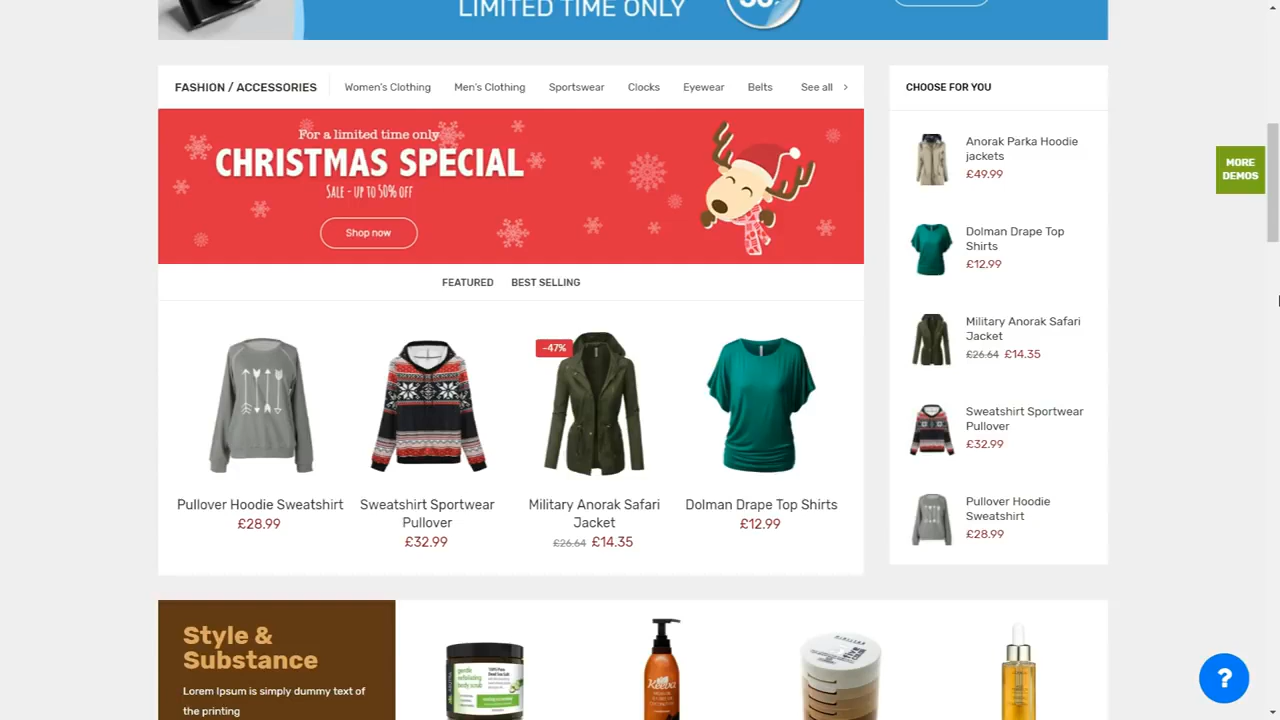 LIMITED TIME ONLY
FASHION / ACCESSORIES
Women's Clothing
Men's Clothing
Sportswear
Clocks
Eyewear
Belts
See all
For a limited time only
CHRISTMAS SPECIAL
SALE - UP TO 50% OFF
Shop now
FEATURED
BEST SELLING
-47%
Pullover Hoodie Sweatshirt
£28.99
Sweatshirt Sportwear
Pullover
£32.99
Military Anorak Safari
Jacket
£26.64 £14.35
Dolman Drape Top Shirts
£12.99
CHOOSE FOR YOU
Anorak Parka Hoodie
jackets
£49.99
Dolman Drape Top
Shirts
£12.99
Military Anorak Safari
Jacket
£26.64 £14.35
Sweatshirt Sportwear
Pullover
£32.99
Pullover Hoodie
Sweatshirt
£28.99
MORE
DEMOS
Style &
Substance
Lorem Ipsum is simply dummy text of
the printing
gentle
exfoliating
body scrub
Keeva
?